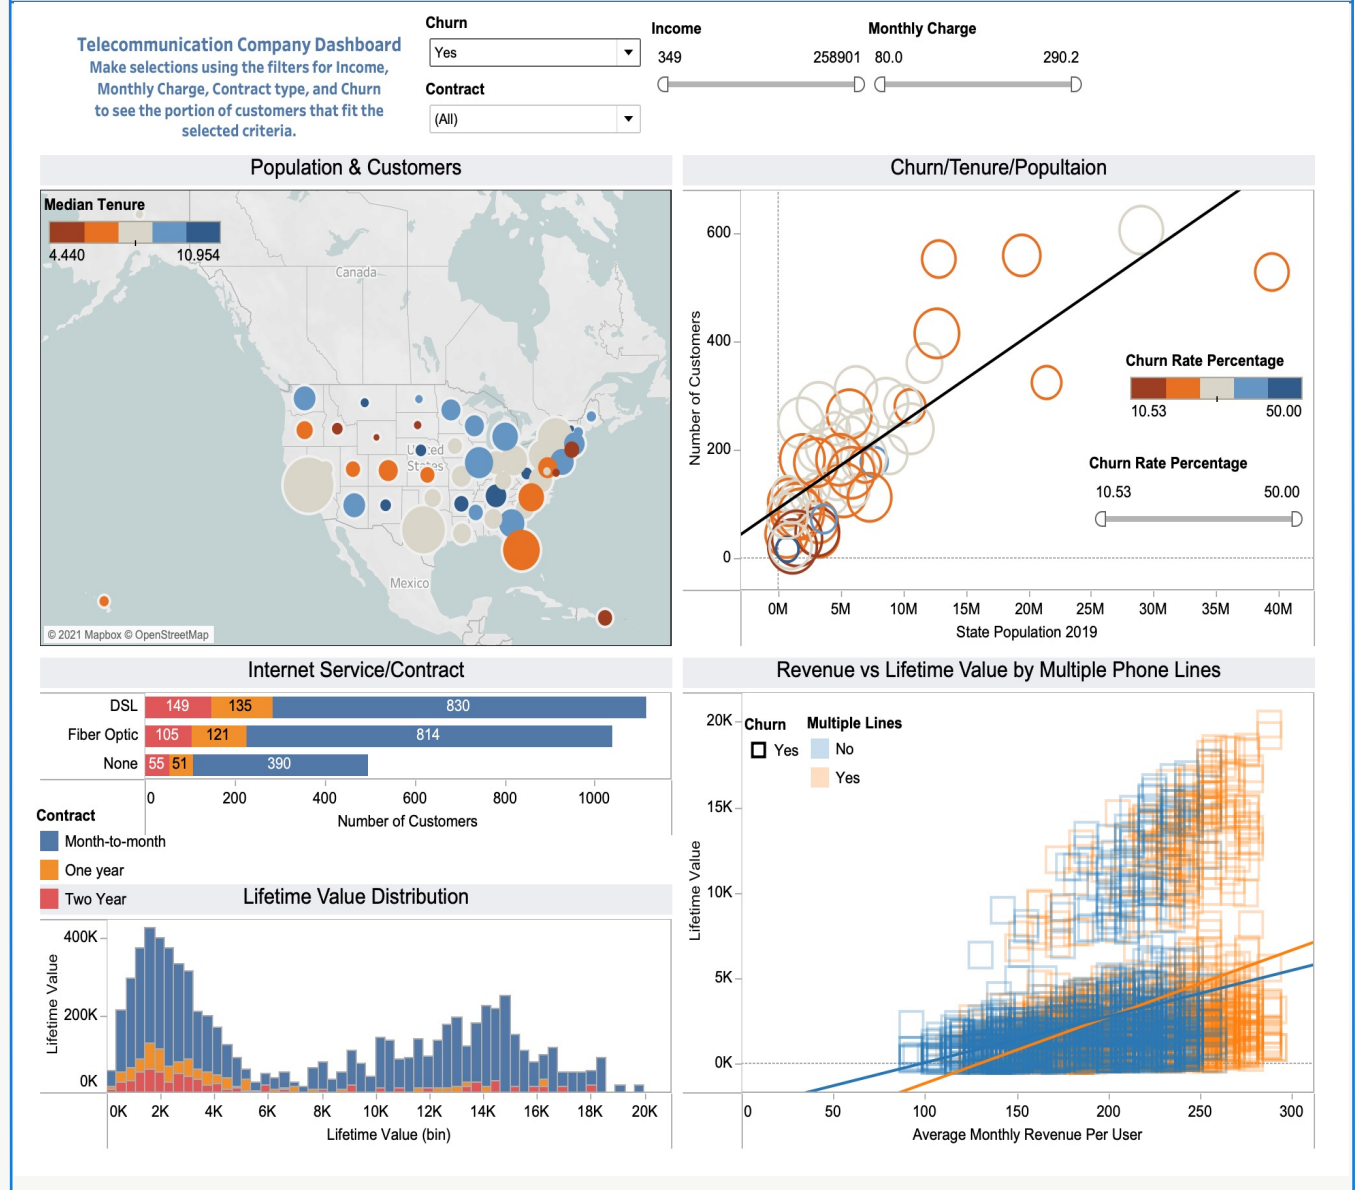 Telecommunication Company Dashboard
Make selections using the filters for Income,
Monthly Charge, Contract type, and Churn
to see the portion of customers that fit the
selected criteria.
Churn
Yes
Contract
(All)
Income
349 258901
Monthly Charge
80.0 290.2
Population & Customers
Median Tenure
4.440 10.954
Canada
United
States
Mexico
© 2021 Mapbox © OpenStreetMap
Churn/Tenure/Popultaion
Number of Customers
600
400
200
0
0M 5M 10M 15M 20M 25M 30M 35M 40M
State Population 2019
Churn Rate Percentage
10.53 50.00
Churn Rate Percentage
10.53 50.00
Internet Service/Contract
DSL 149 135 830
Fiber Optic 105 121 814
None 55 51 390
0 200 400 600 800 1000
Number of Customers
Contract
Month-to-month
One year
Two Year
Lifetime Value Distribution
Lifetime Value
400K
200K
0K
0K 2K 4K 6K 8K 10K 12K 14K 16K 18K 20K
Lifetime Value (bin)
Revenue vs Lifetime Value by Multiple Phone Lines
Churn
Yes
Multiple Lines
No
Yes
Lifetime Value
20K
15K
10K
5K
0K
0 50 100 150 200 250 300
Average Monthly Revenue Per User